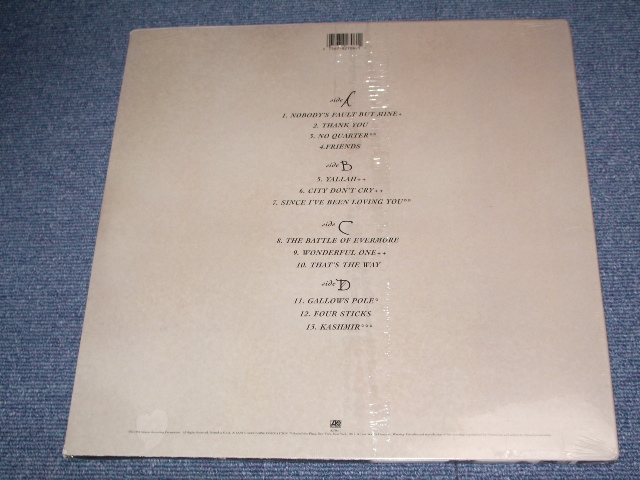 side A
1. NOBODY'S FAULT BUT MINE+
2. THANK YOU
3. NO QUARTER**
4.FRIENDS
side B
5. YALLAH++
6. CITY DON'T CRY++
7. SINCE I'VE BEEN LOVING YOU**
side C
8. THE BATTLE OF EVERMORE
9. WONDERFUL ONE++
10. THAT'S THE WAY
side D
11. GALLOWS POLE*
12. FOUR STICKS
13. KASHMIR***